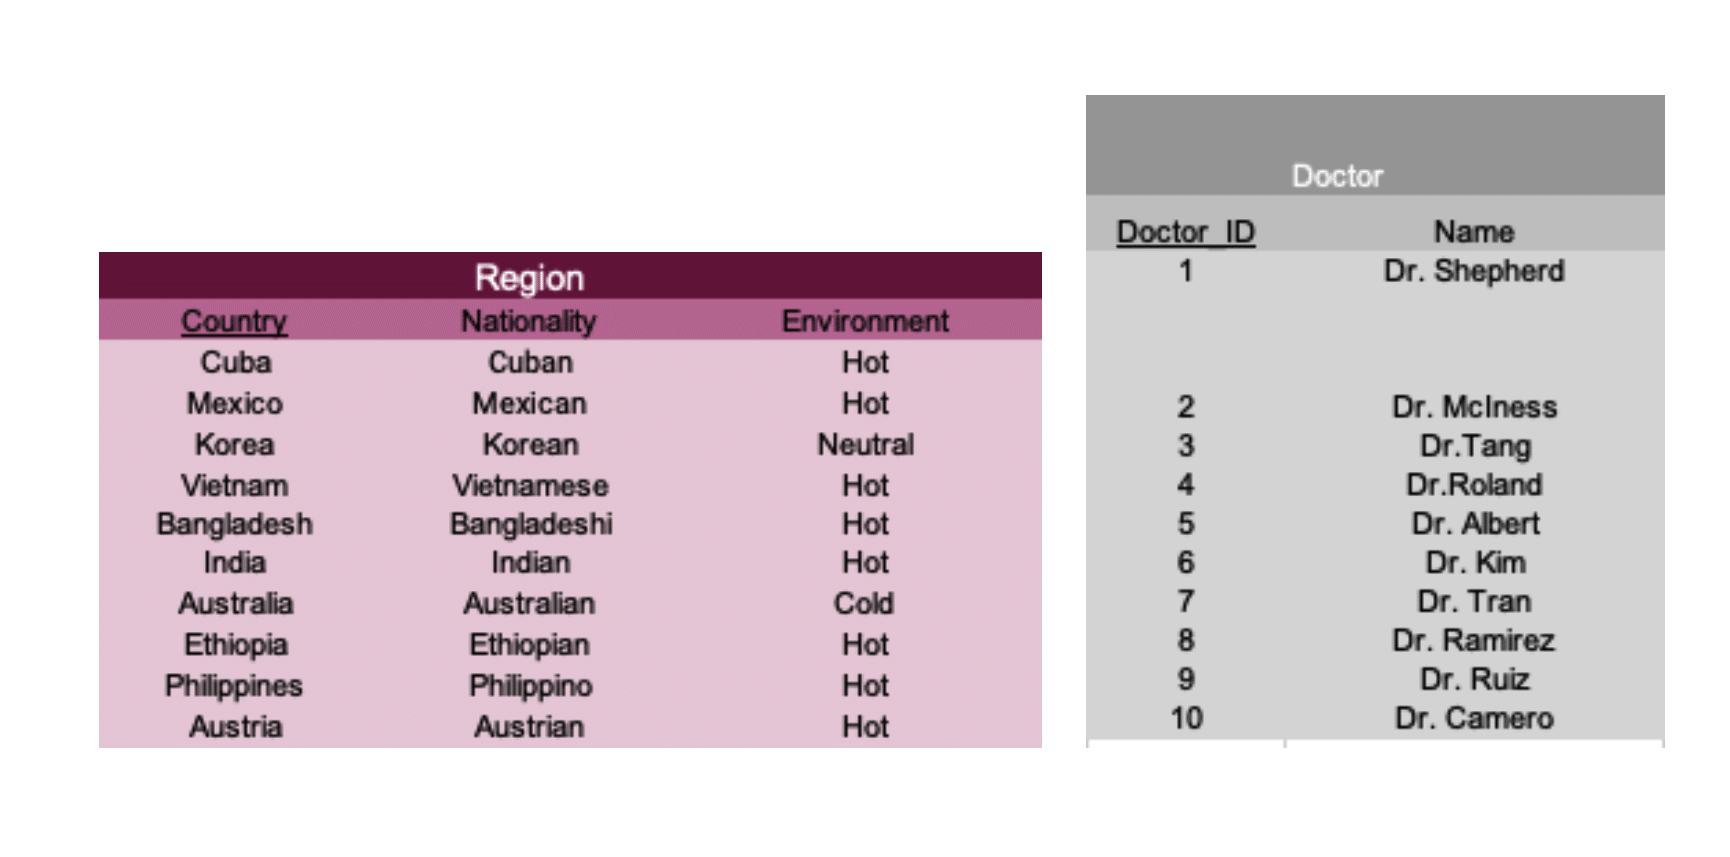 Region
Country Nationality Environment
Cuba Cuban Hot
Mexico Mexican Hot
Korea Korean Neutral
Vietnam Vietnamese Hot
Bangladesh Bangladeshi Hot
India Indian Hot
Australia Australian Cold
Ethiopia Ethiopian Hot
Philippines Philippino Hot
Austria Austrian Hot
Doctor
Doctor_ID Name
1 Dr. Shepherd
2 Dr. McIness
3 Dr.Tang
4 Dr.Roland
5 Dr. Albert
6 Dr. Kim
7 Dr. Tran
8 Dr. Ramirez
9 Dr. Ruiz
10 Dr. Camero